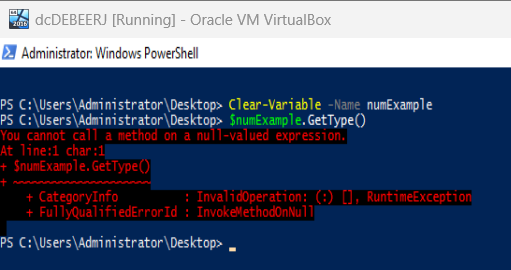 dcDEBEERJ [Running] - Oracle VM VirtualBox
Administrator: Windows PowerShell
PS C:\Users\Administrator\Desktop> Clear-Variable -Name numExample
PS C:\Users\Administrator\Desktop> $numExample.GetType()
You cannot call a method on a null-valued expression.
At line:1 char:1
+ $numExample.GetType()
+ ~~~~~~~~~~~~~~~~~~~~~
    + CategoryInfo          : InvalidOperation: (:) [], RuntimeException
    + FullyQualifiedErrorId : InvokeMethodOnNull
PS C:\Users\Administrator\Desktop> _